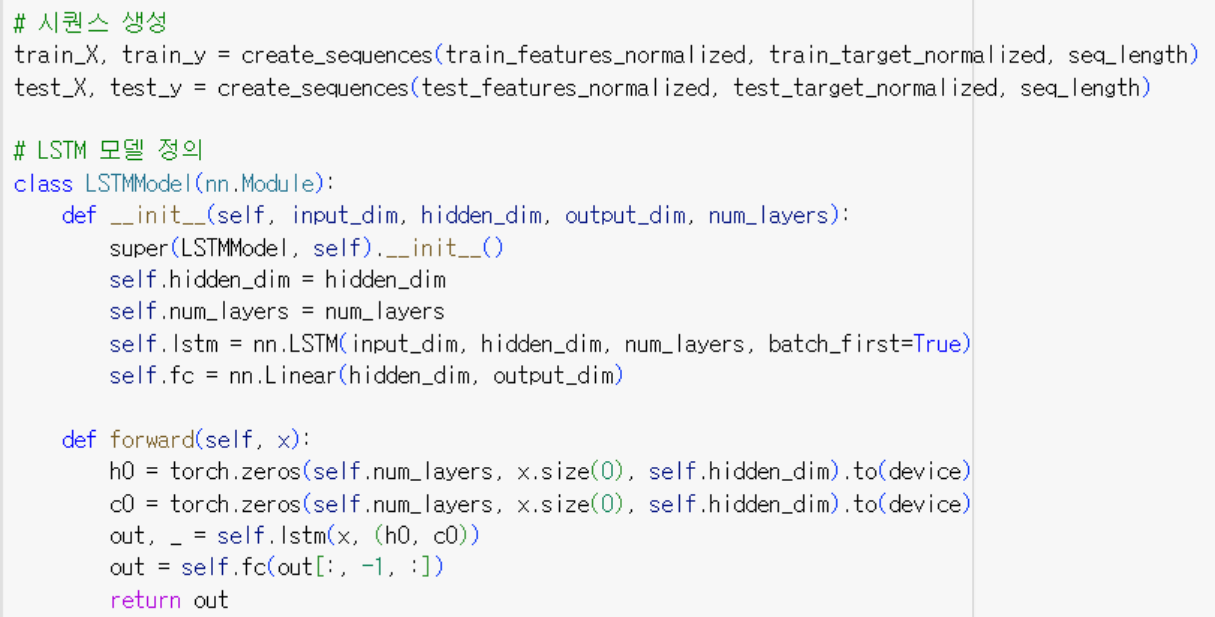 # 시퀀스 생성
train_X, train_y = create_sequences(train_features_normalized, train_target_normalized, seq_length)
test_X, test_y = create_sequences(test_features_normalized, test_target_normalized, seq_length)

# LSTM 모델 정의
class LSTMModel(nn.Module):
    def __init__(self, input_dim, hidden_dim, output_dim, num_layers):
        super(LSTMModel, self).__init__()
        self.hidden_dim = hidden_dim
        self.num_layers = num_layers
        self.lstm = nn.LSTM(input_dim, hidden_dim, num_layers, batch_first=True)
        self.fc = nn.Linear(hidden_dim, output_dim)

    def forward(self, x):
        h0 = torch.zeros(self.num_layers, x.size(0), self.hidden_dim).to(device)
        c0 = torch.zeros(self.num_layers, x.size(0), self.hidden_dim).to(device)
        out, _ = self.lstm(x, (h0, c0))
        out = self.fc(out[:, -1, :])
        return out